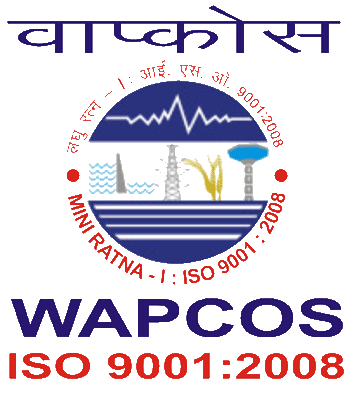 वाप्कोस
लघु रत्न - I : आई. एस. ओ. 9001:2008
MINI RATNA - I : ISO 9001 : 2008
WAPCOS
ISO 9001:2008